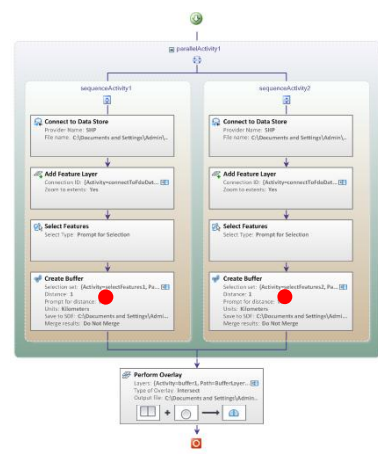 parallelActivity1
sequenceActivity1
Connect to Data Store
Provider Name: SHP
File name: C:\Documents and Settings\Admin\...
Add Feature Layer
Connection ID: {Activity=connectToFdoDat...
Zoom to extents: Yes
Select Features
Select Type: Prompt for Selection
Create Buffer
Selection set: {Activity=selectFeatures1, Pa...
Distance: 1
Prompt for distance:
Units: Kilometers
Save to SDF: C:\Documents and Settings\Admi...
Merge results: Do Not Merge
sequenceActivity2
Connect to Data Store
Provider Name: SHP
File name: C:\Documents and Settings\Admin\...
Add Feature Layer
Connection ID: {Activity=connectToFdoDat...
Zoom to extents: Yes
Select Features
Select Type: Prompt for Selection
Create Buffer
Selection set: {Activity=selectFeatures2, Pa...
Distance: 1
Prompt for distance:
Units: Kilometers
Save to SDF: C:\Documents and Settings\Admi...
Merge results: Do Not Merge
Perform Overlay
Layers: {Activity=buffer1, Path=BufferLayer...
Type of Overlay: Intersect
Output file: C:\Documents and Settings\Admin...